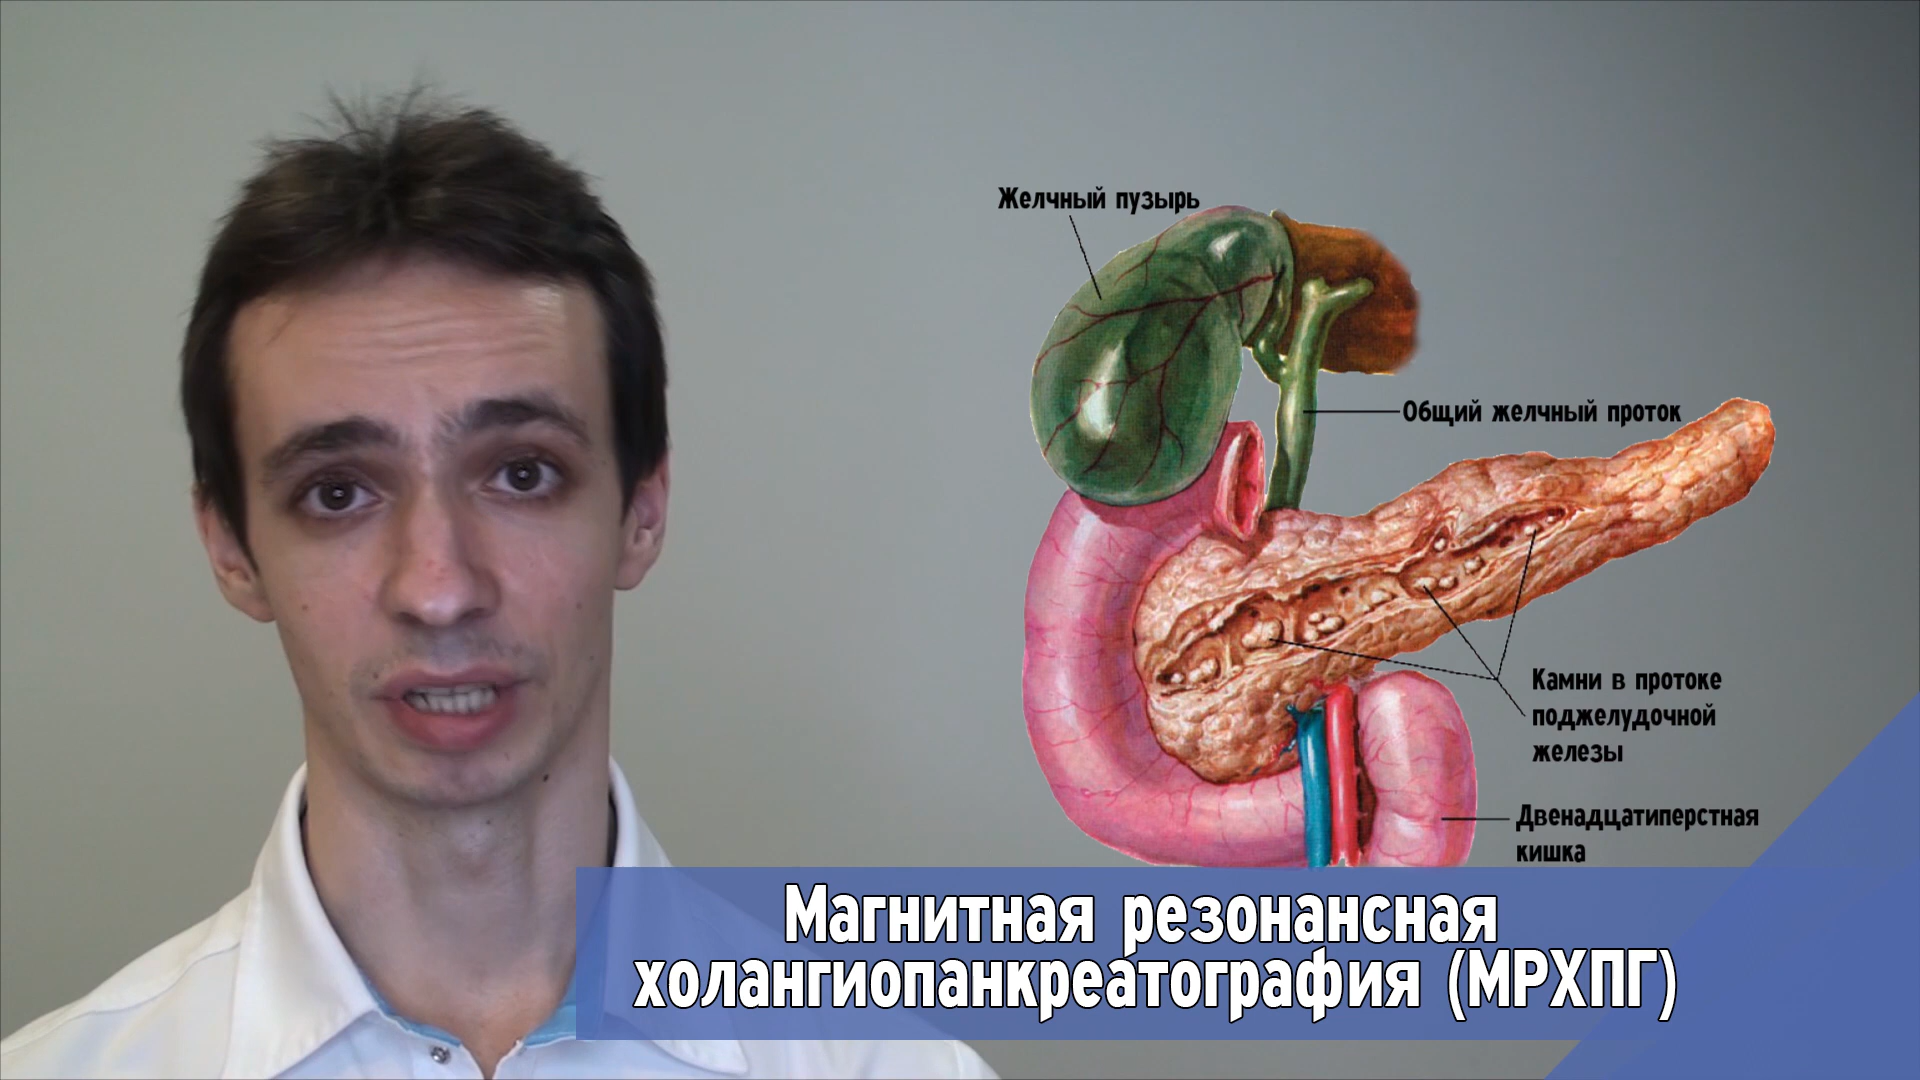 Желчный пузырь
Общий желчный проток
Камни в протоке
поджелудочной
железы
Двенадцатиперстная
кишка
Магнитная резонансная
холангиопанкреатография (МРХПГ)